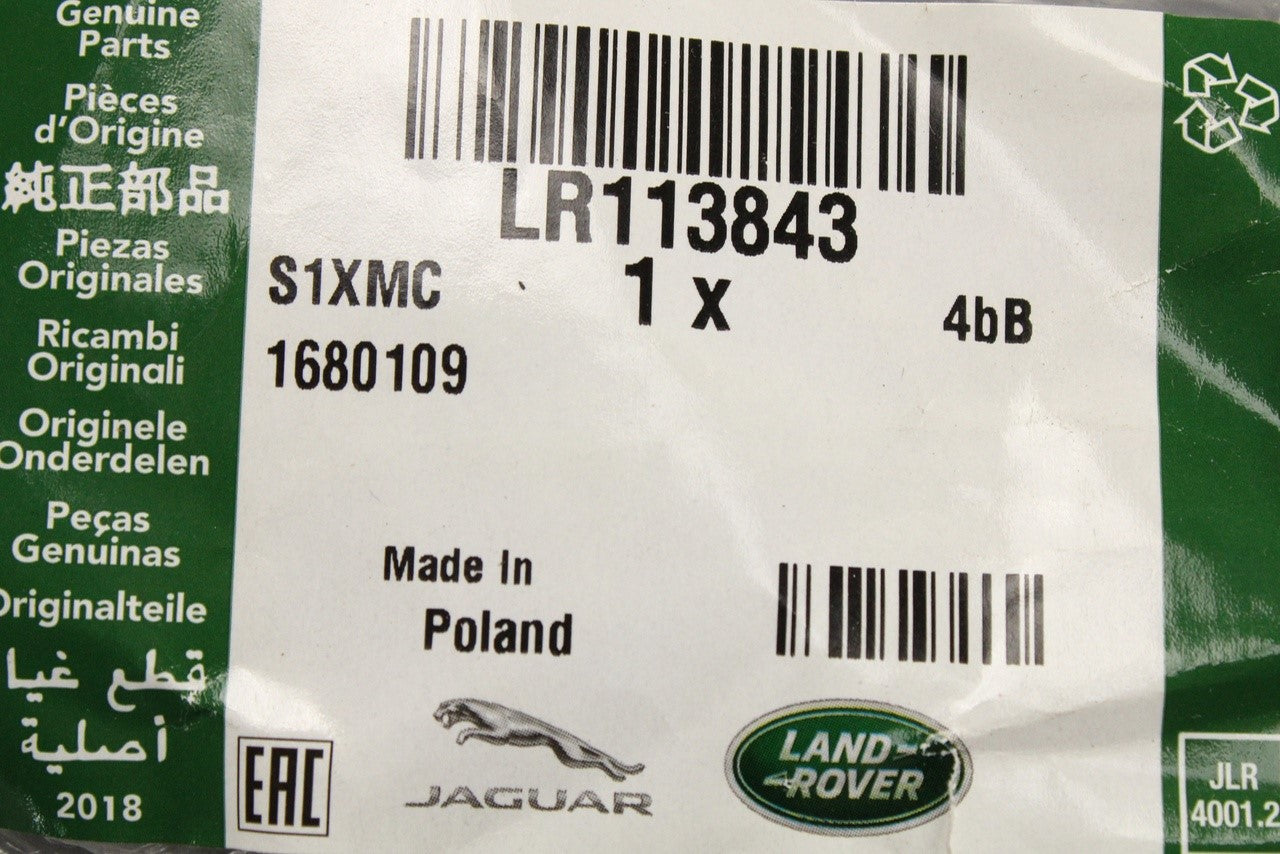 Genuine
Parts
Pièces
d'Origine
純正部品
Piezas
Originales
Ricambi
Originali
Originele
Onderdelen
Peças
Genuinas
Originalteile
قطع غيا
أصلية
2018
LR113843
S1XMC
1 x
4bB
1680109
Made In
Poland
EAC
JAGUAR
LAND-
-ROVER
JLR
4001.2